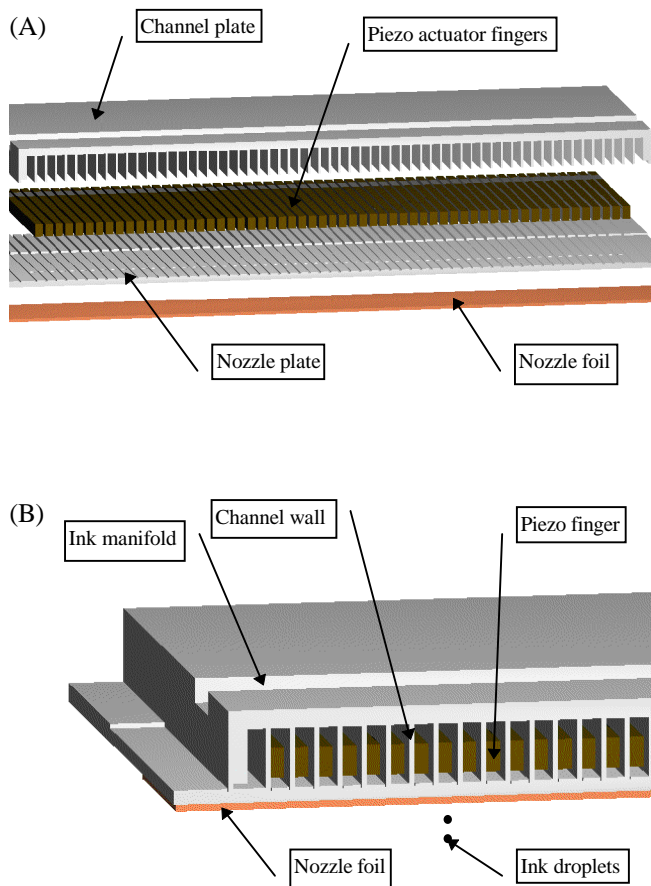 (A)
Channel plate
Piezo actuator fingers
Nozzle plate
Nozzle foil
(B)
Channel wall
Piezo finger
Ink manifold
Nozzle foil
Ink droplets